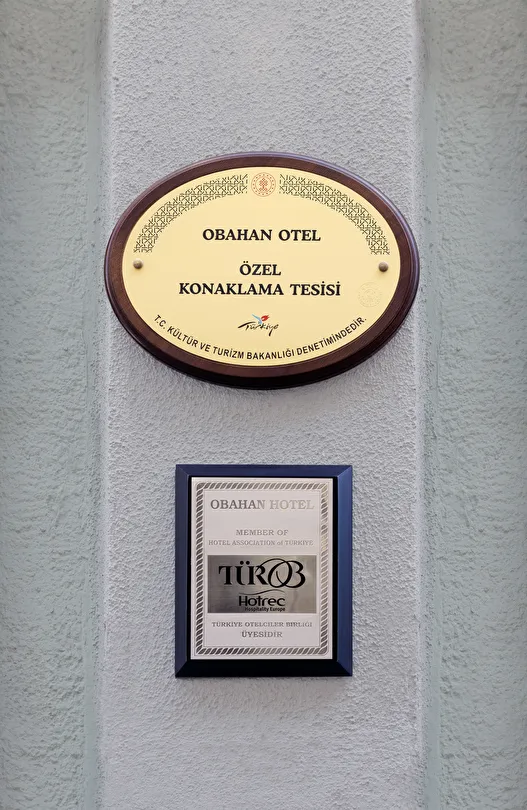 OBAHAN OTEL
ÖZEL
KONAKLAMA TESİSİ
Türkiye
T.C. KÜLTÜR VE TURİZM BAKANLIĞI DENETİMİNDEDİR.
OBAHAN HOTEL
MEMBER OF
HOTEL ASSOCIATION of TÜRKİYE
TÜROB
Hotrec
Hospitality Europe
TÜRKİYE OTELCİLER BİRLİĞİ
ÜYESİDİR